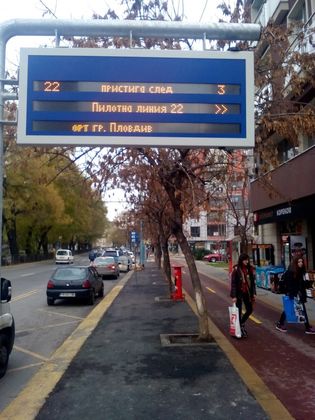 22 пристига след 3
Пилотна линия 22 >>
ОРТ гр. Пловдив